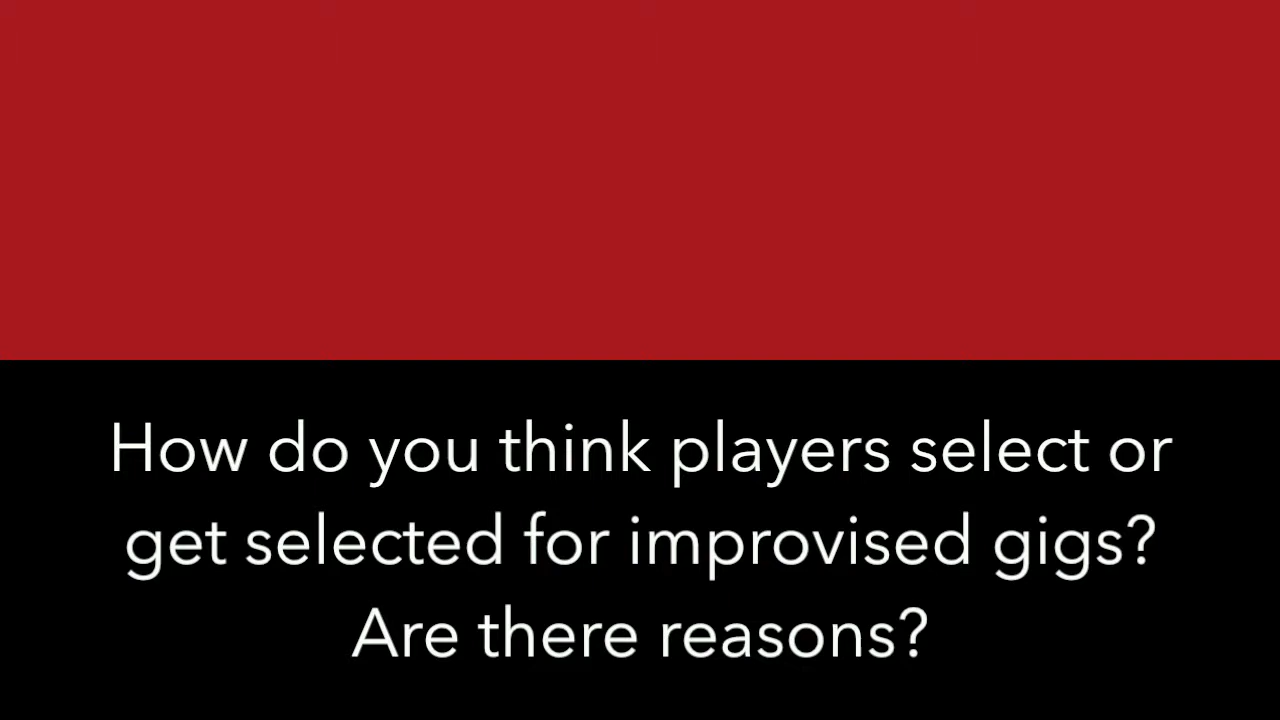 How do you think players select or
get selected for improvised gigs?
Are there reasons?